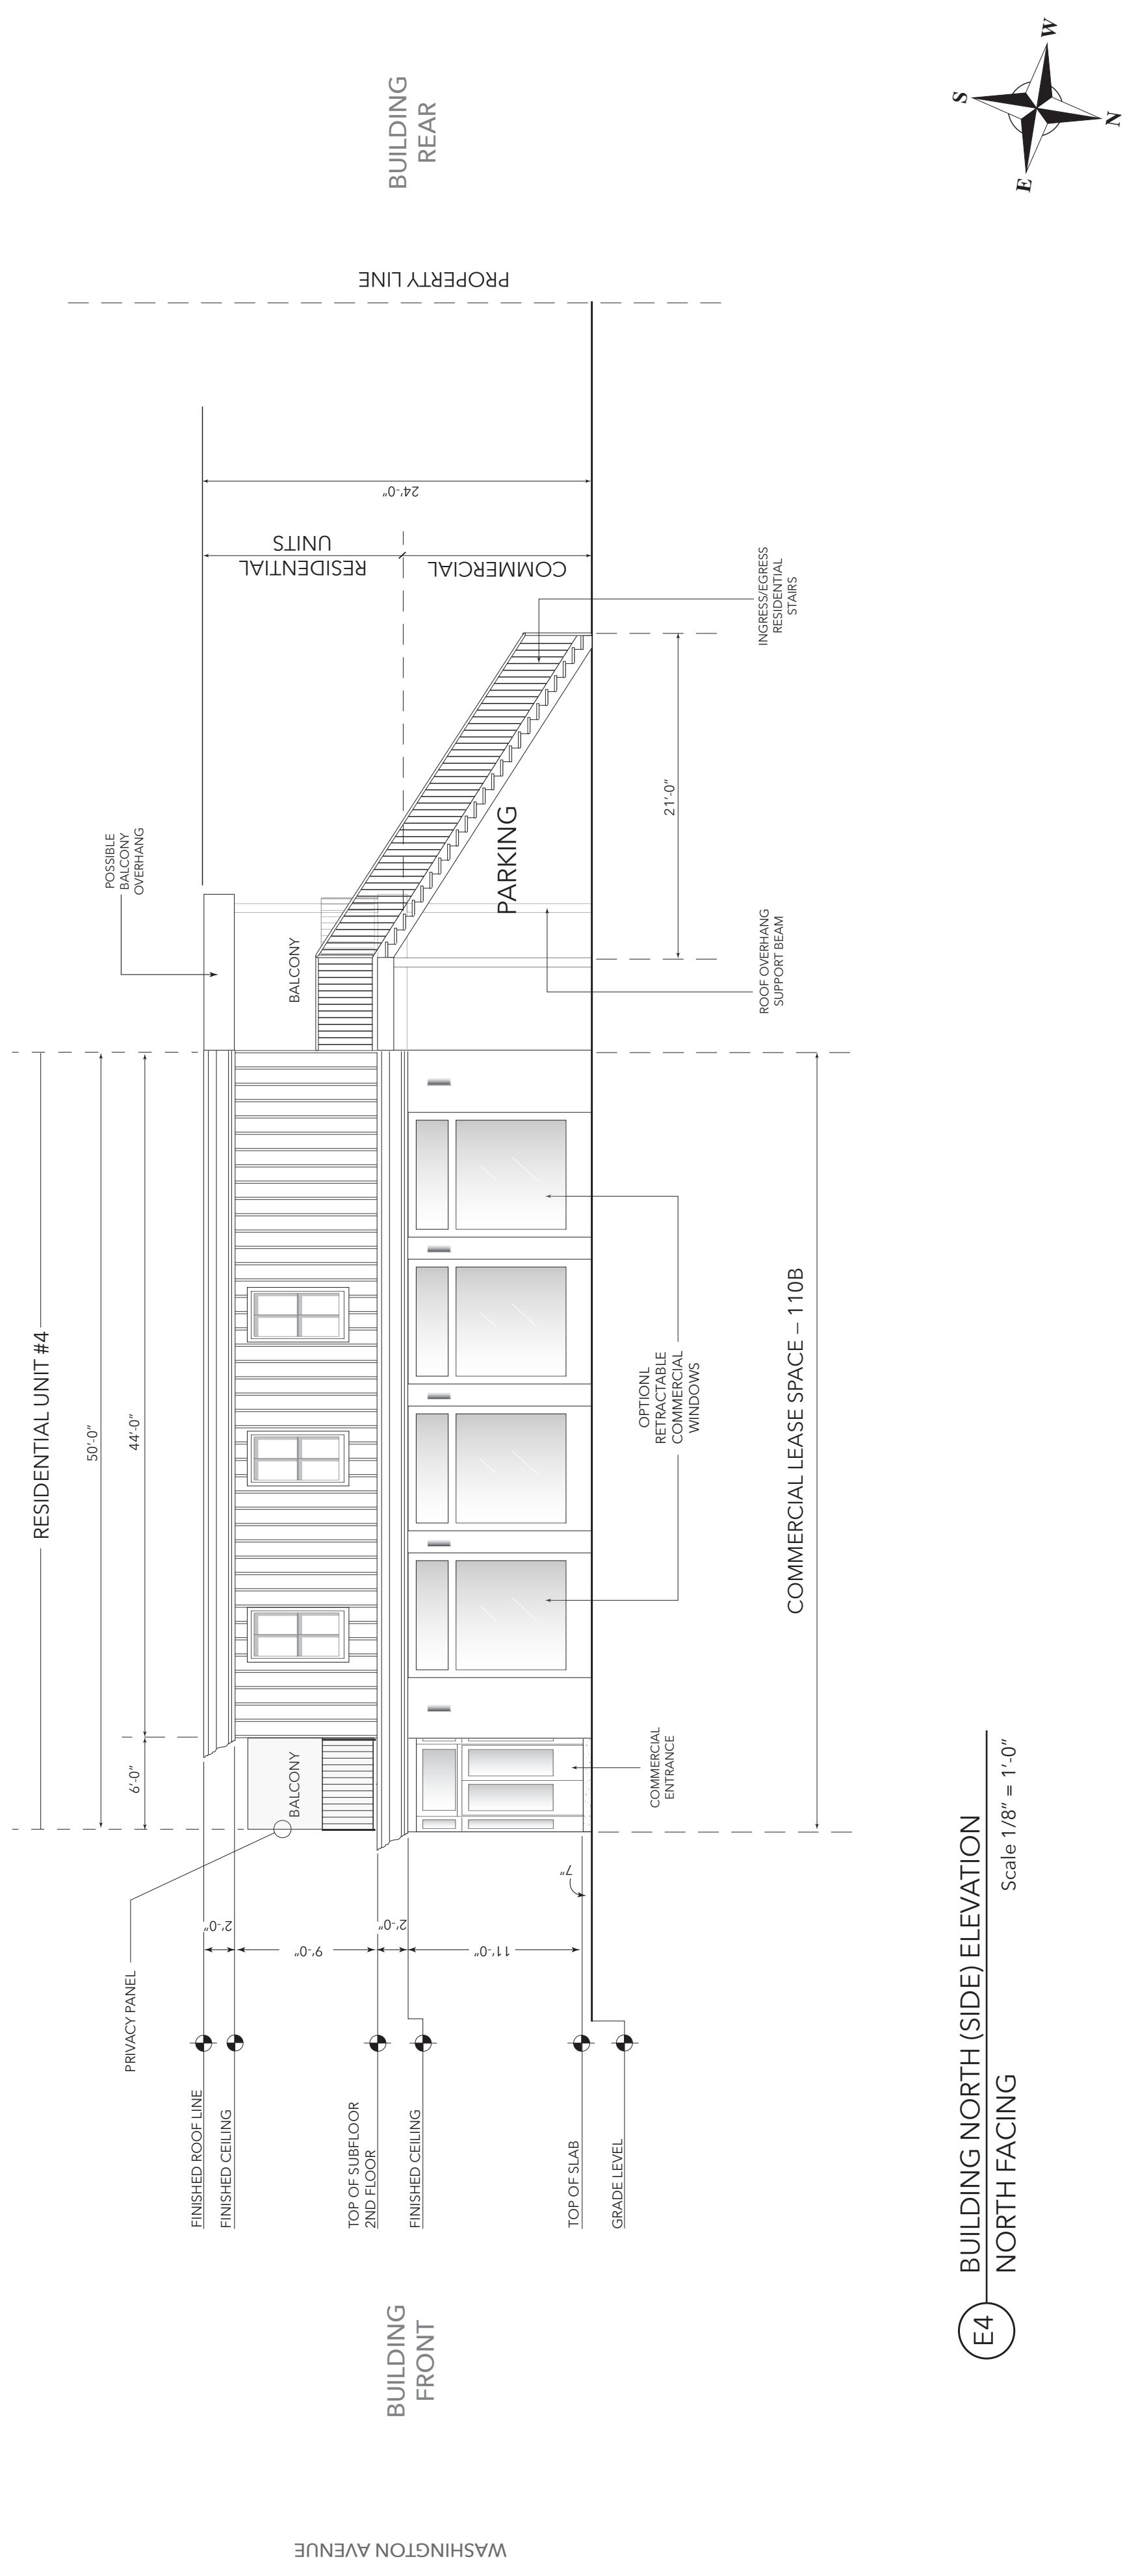 WASHINGTON AVENUE
BUILDING
FRONT
BUILDING
REAR
RESIDENTIAL UNIT #4
50'-0"
44'-0"
6'-0"
PRIVACY PANEL
POSSIBLE
BALCONY
OVERHANG
FINISHED ROOF LINE
FINISHED CEILING
TOP OF SUBFLOOR
2ND FLOOR
FINISHED CEILING
TOP OF SLAB
GRADE LEVEL
2'-0"
9'-0"
2'-0"
11'-0"
7"
BALCONY
BALCONY
PARKING
RESIDENTIAL
UNITS
COMMERCIAL
24'-0"
PROPERTY LINE
COMMERCIAL
ENTRANCE
OPTIONL
RETRACTABLE
COMMERCIAL
WINDOWS
21'-0"
ROOF OVERHANG
SUPPORT BEAM
INGRESS/EGRESS
RESIDENTIAL
STAIRS
COMMERCIAL LEASE SPACE – 110B
E4
BUILDING NORTH (SIDE) ELEVATION
NORTH FACING
Scale 1/8" = 1'-0"
S
W
E
N